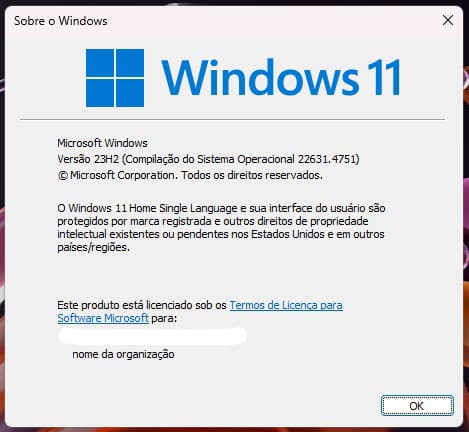 Sobre o Windows
Windows 11
Microsoft Windows
Versão 23H2 (Compilação do Sistema Operacional 22631.4751)
© Microsoft Corporation. Todos os direitos reservados.
O Windows 11 Home Single Language e sua interface do usuário são
protegidos por marca registrada e outros direitos de propriedade
intelectual existentes ou pendentes nos Estados Unidos e em outros
países/regiões.
Este produto está licenciado sob os Termos de Licença para
Software Microsoft para:
nome da organização
OK